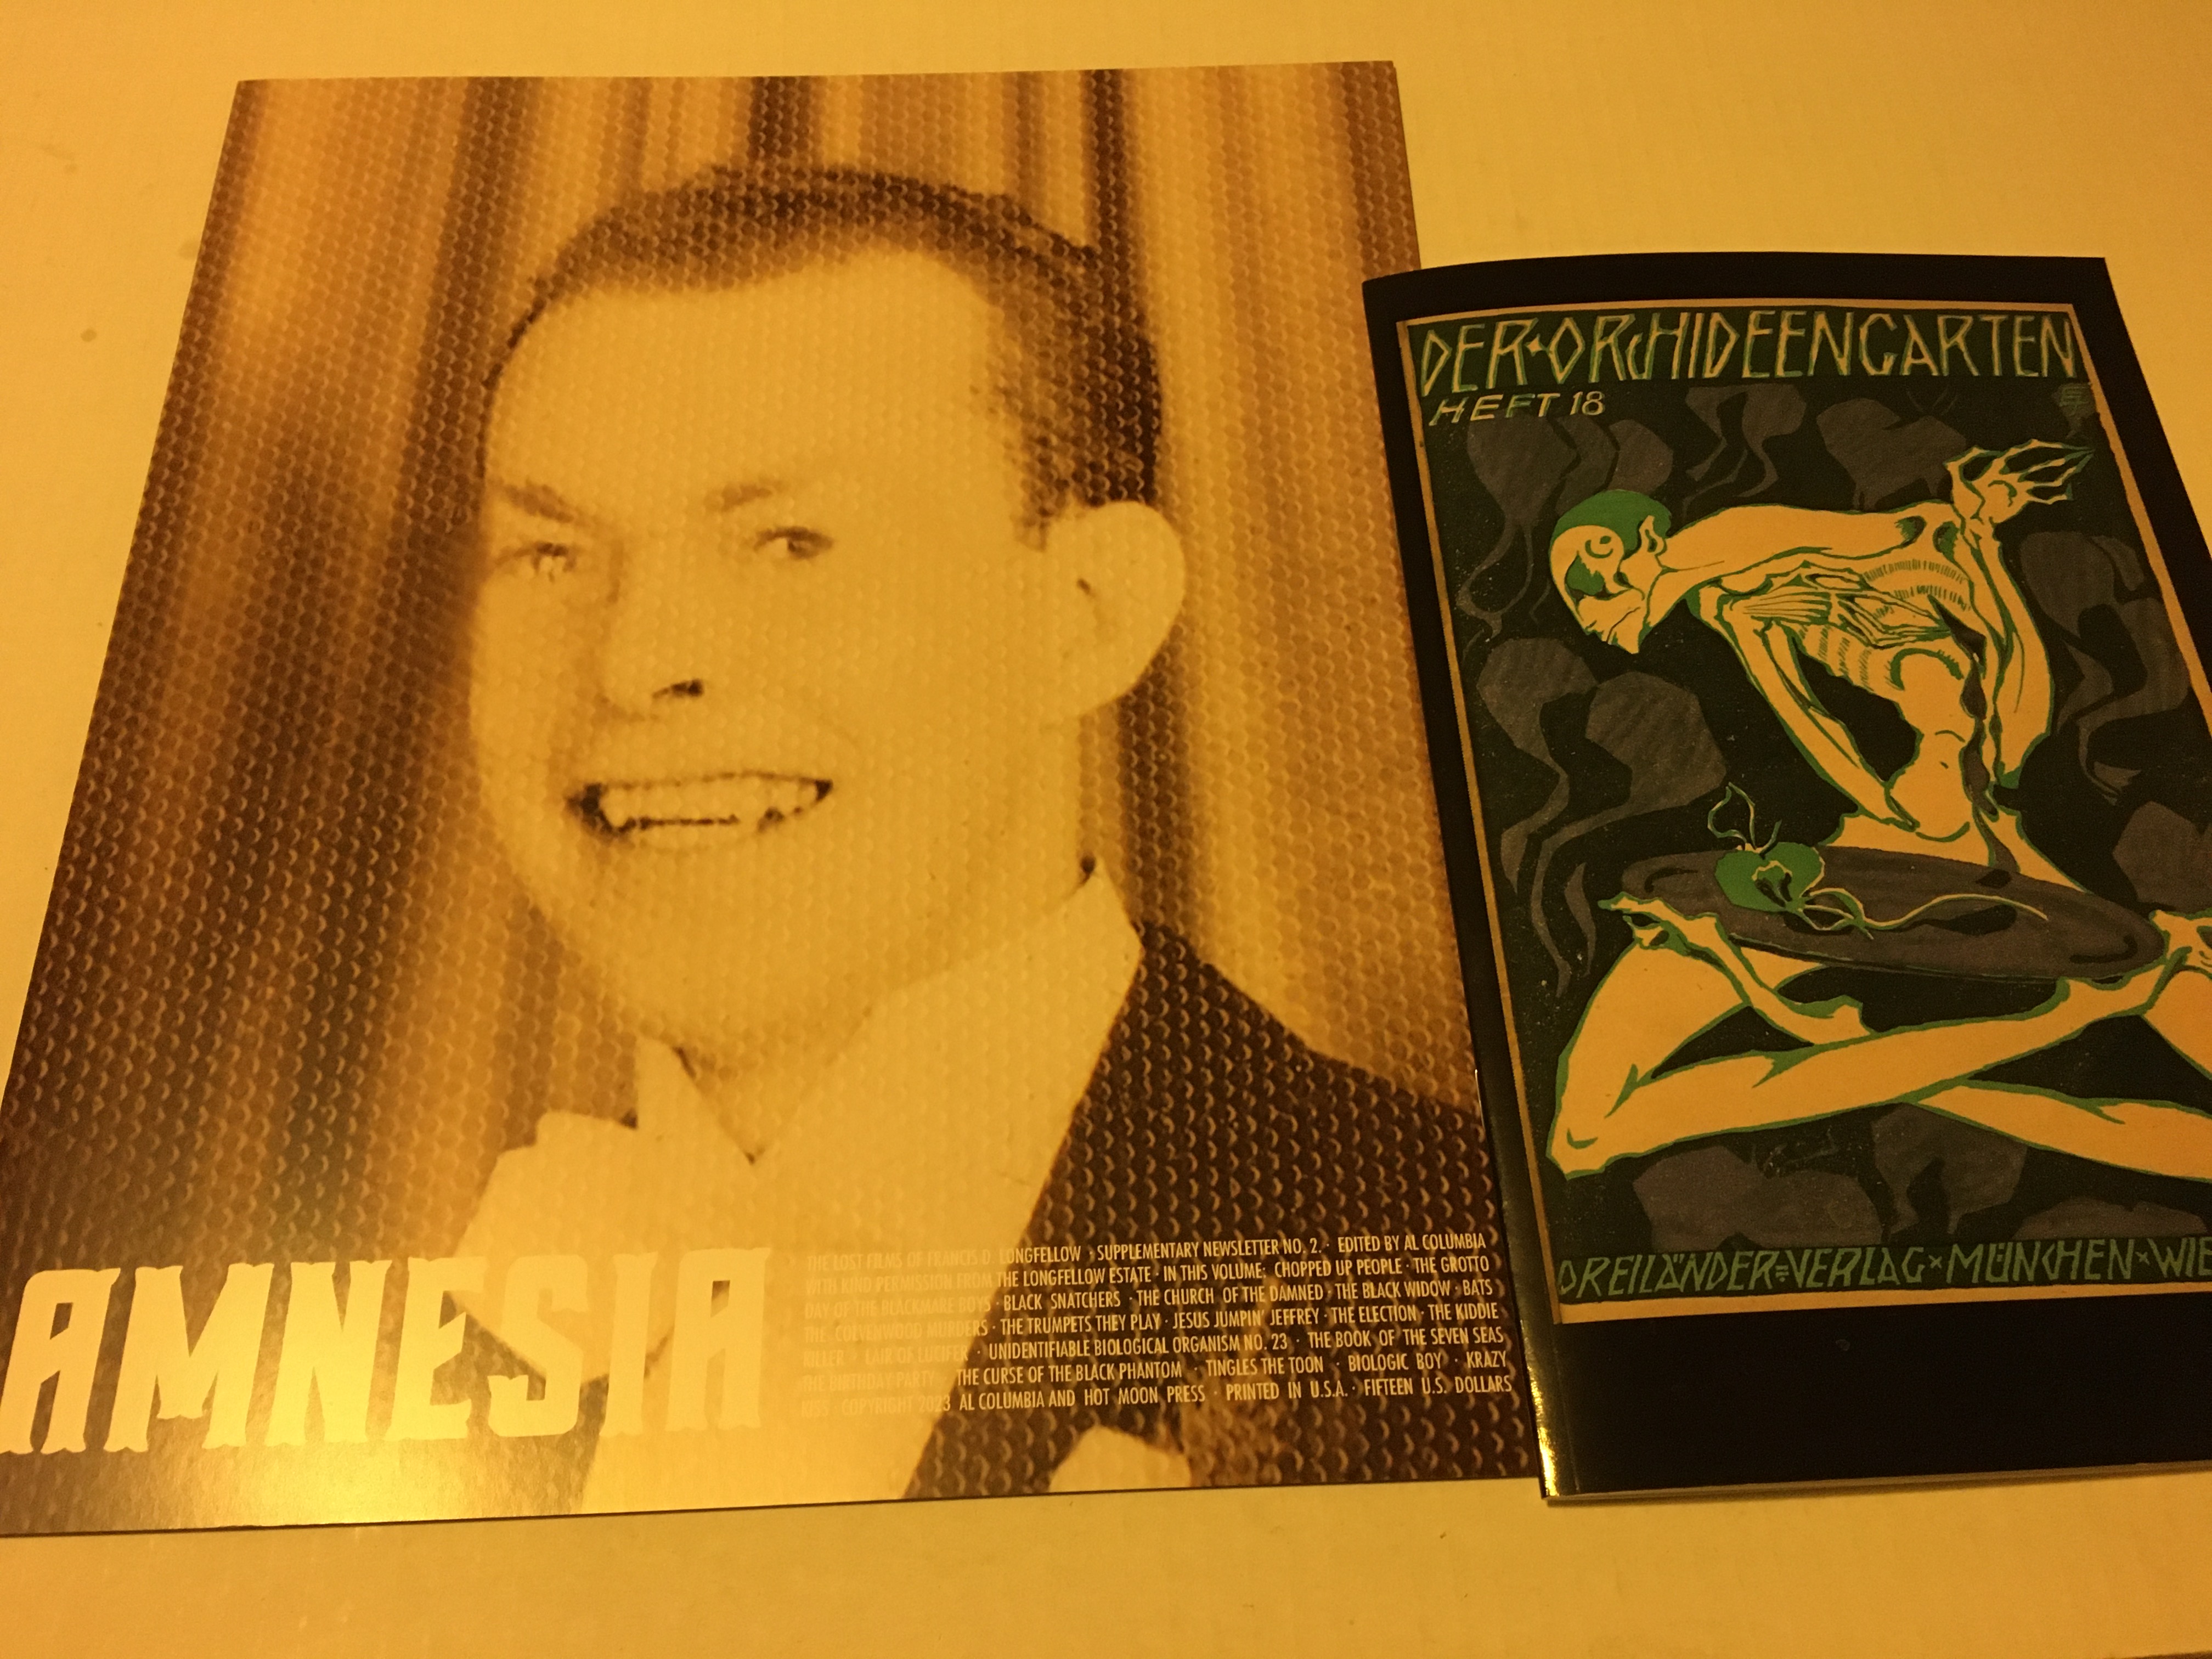 AMNESIA
THE LOST FILMS OF FRANCIS D. LONGFELLOW · SUPPLEMENTARY NEWSLETTER NO. 2. · EDITED BY AL COLUMBIA
WITH KIND PERMISSION FROM THE LONGFELLOW ESTATE · IN THIS VOLUME: CHOPPED UP PEOPLE · THE GROTTO
DAY OF THE BLACKMARE BOYS · BLACK SNATCHERS · THE CHURCH OF THE DAMNED · THE BLACK WIDOW · BATS
THE COLVENWOOD MURDERS · THE TRUMPETS THEY PLAY · JESUS JUMPIN' JEFFREY · THE ELECTION · THE KIDDIE
KILLER · LAIR OF LUCIFER · UNIDENTIFIABLE BIOLOGICAL ORGANISM NO. 23 · THE BOOK OF THE SEVEN SEAS
THE BIRTHDAY PARTY · THE CURSE OF THE BLACK PHANTOM · TINGLES THE TOON · BIOLOGIC BOY · KRAZY
COPYRIGHT 2023 AL COLUMBIA AND HOT MOON PRESS · PRINTED IN U.S.A. · FIFTEEN U.S. DOLLARS
DER·ORCHIDEENGARTEN
HEFT 18
DREILÄNDER=VERLAG×MÜNCHEN×WIE